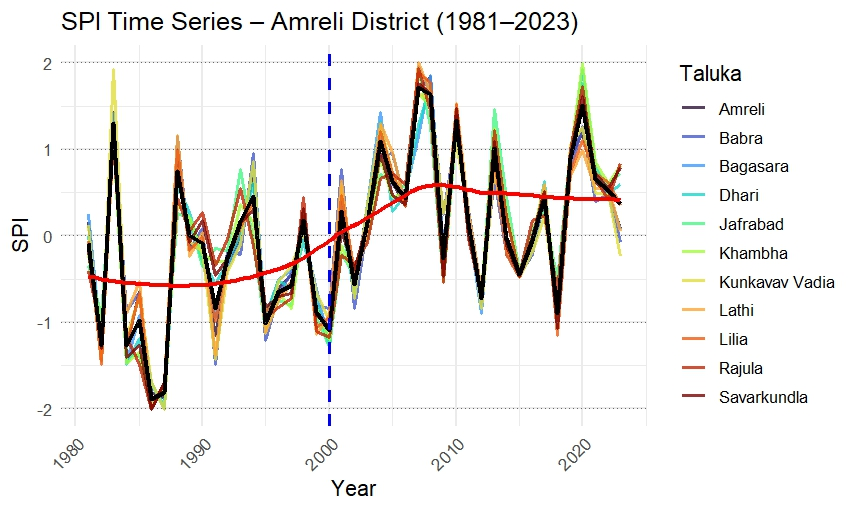 SPI Time Series – Amreli District (1981–2023)
SPI
2
1
0
-1
-2
1980
1990
2000
2010
2020
Year
Taluka
Amreli
Babra
Bagasara
Dhari
Jafrabad
Khambha
Kunkavav Vadia
Lathi
Lilia
Rajula
Savarkundla